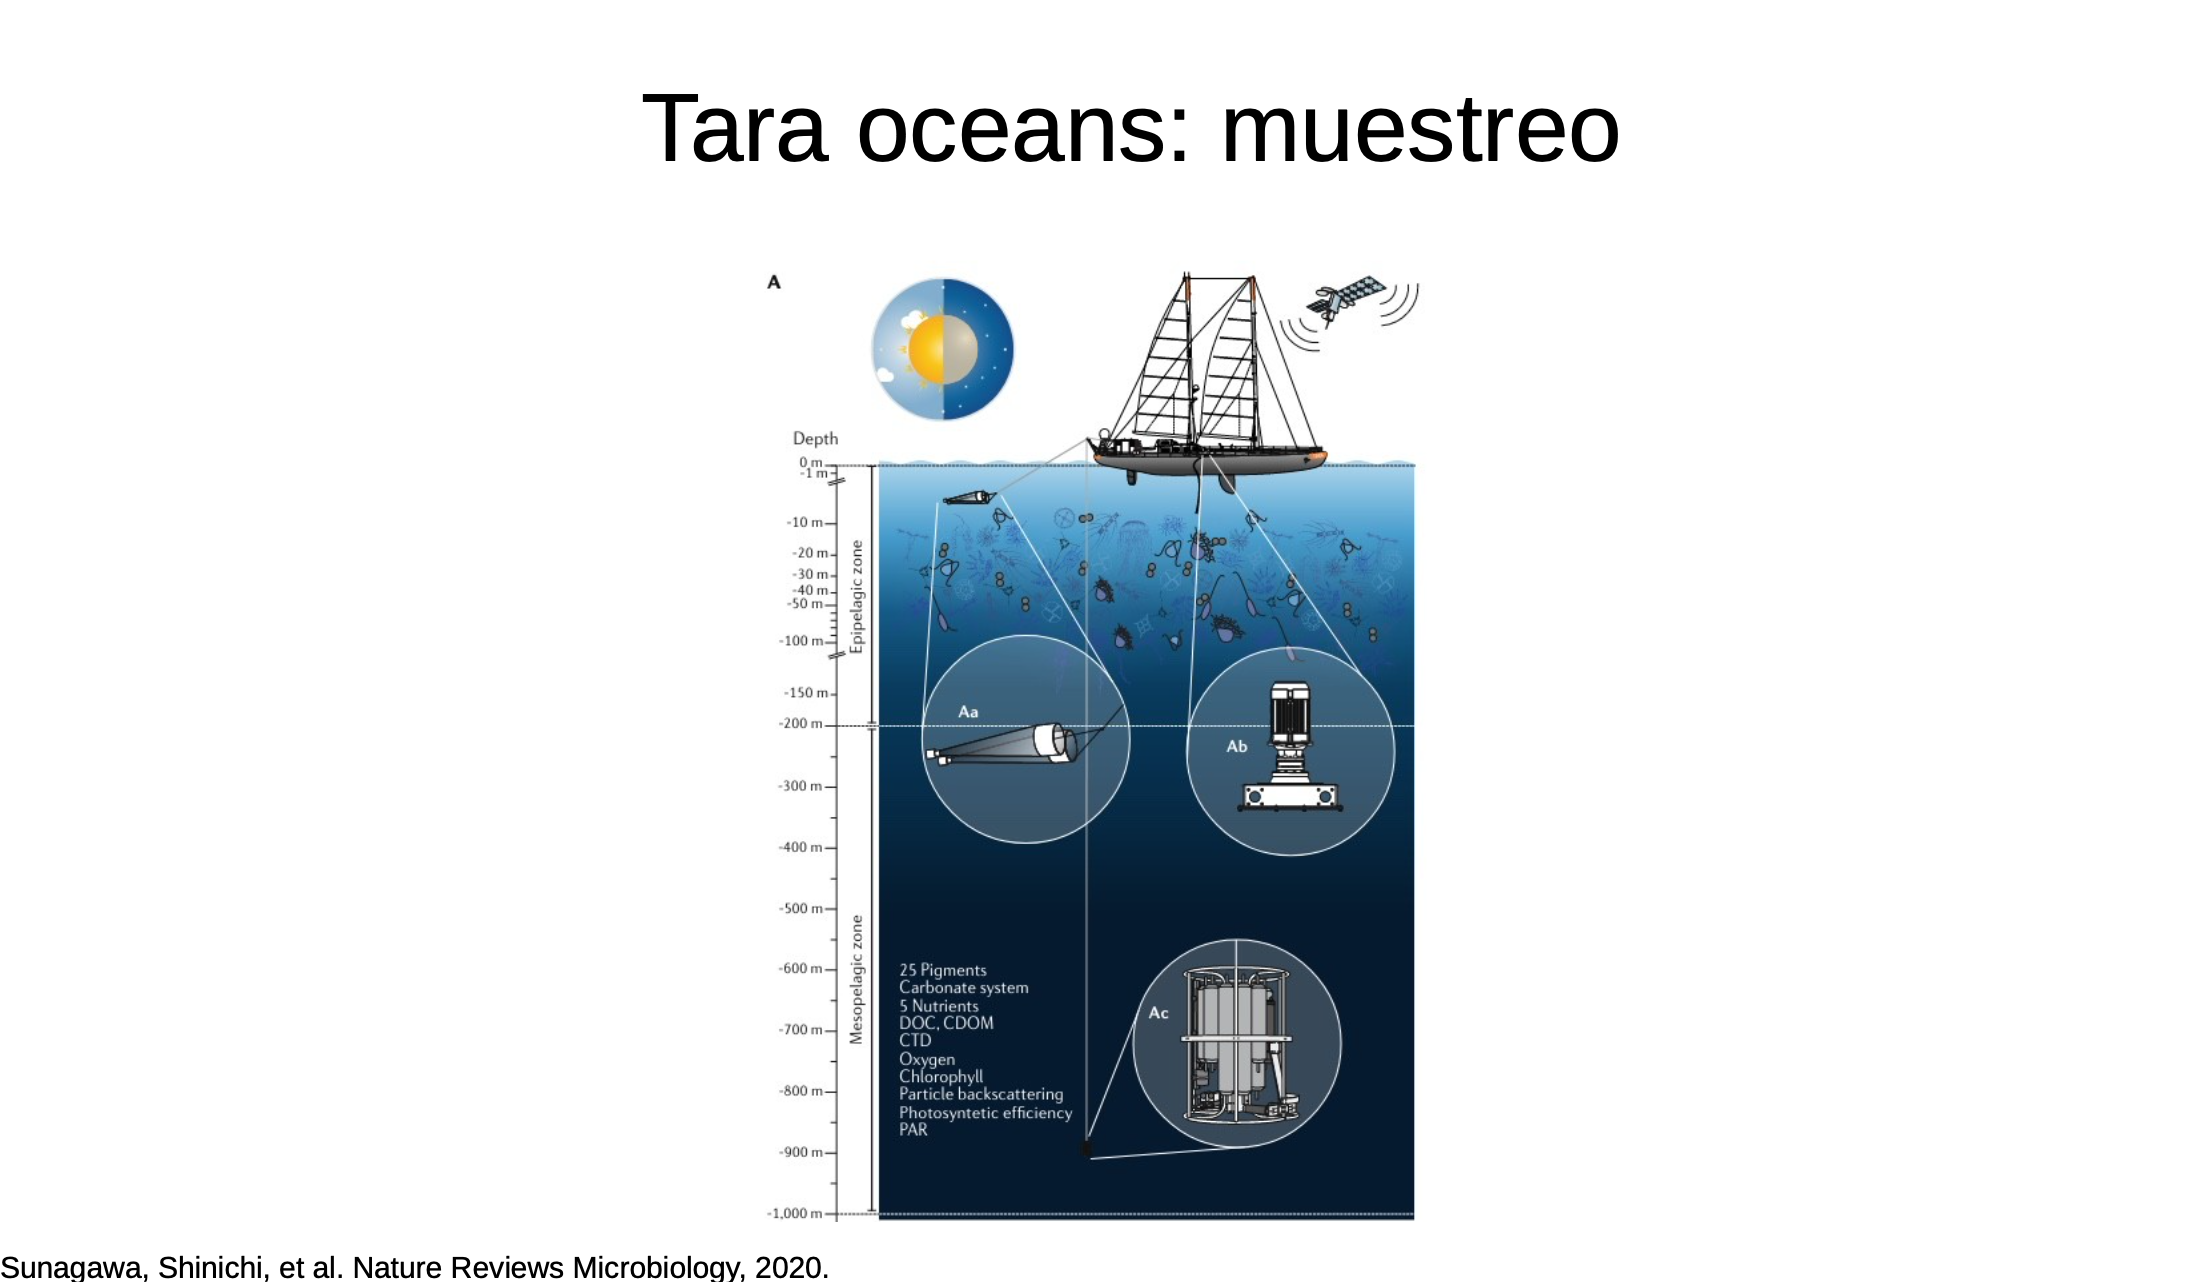 Tara oceans: muestreo
A
Depth
0 m
-1 m
-10 m
-20 m
-30 m
-40 m
-50 m
-100 m
-150 m
-200 m
-300 m
-400 m
-500 m
-600 m
-700 m
-800 m
-900 m
-1,000 m
Epipelagic zone
Mesopelagic zone
Aa
Ab
Ac
25 Pigments
Carbonate system
5 Nutrients
DOC, CDOM
CTD
Oxygen
Chlorophyll
Particle backscattering
Photosyntetic efficiency
PAR
Sunagawa, Shinichi, et al. Nature Reviews Microbiology, 2020.